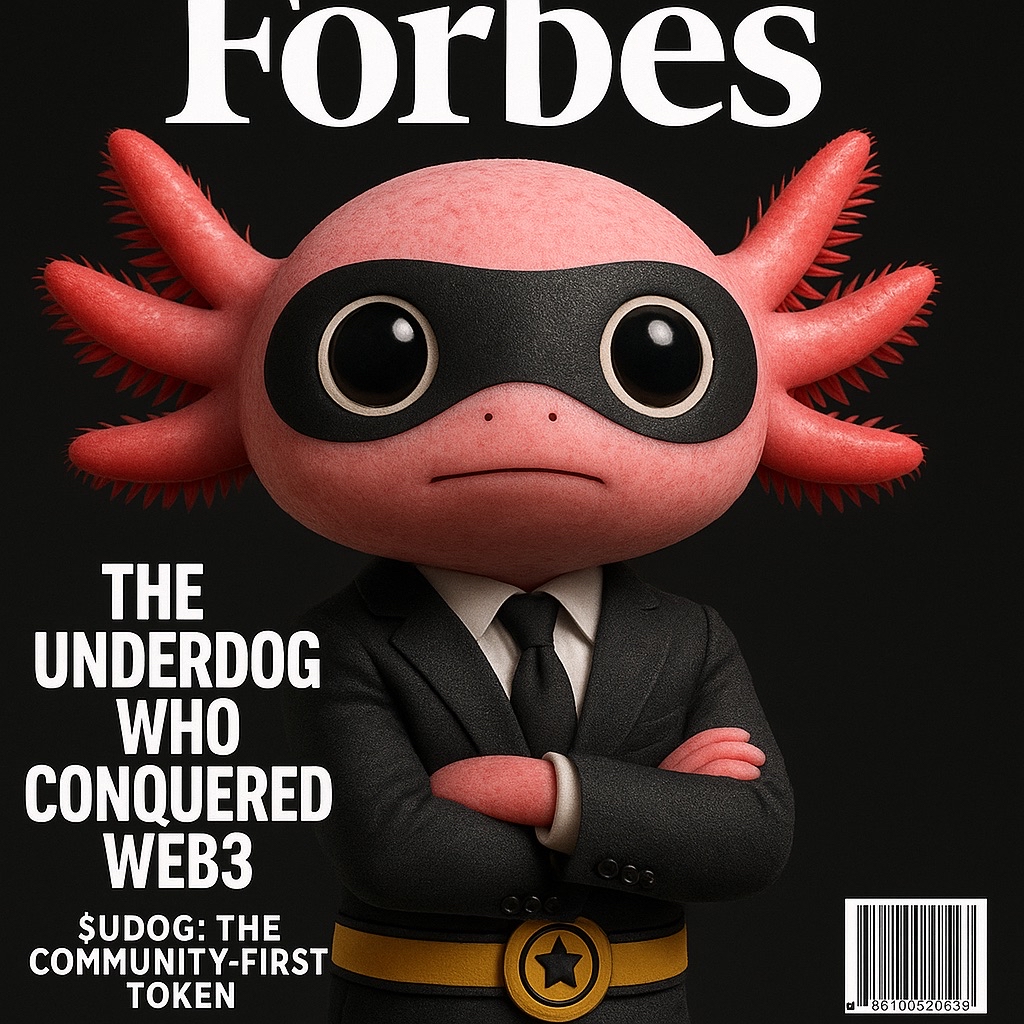 Forbes
THE
UNDERDOG
WHO
CONQUERED
WEB3
$UDOG: THE
COMMUNITY-FIRST
TOKEN
86100520639